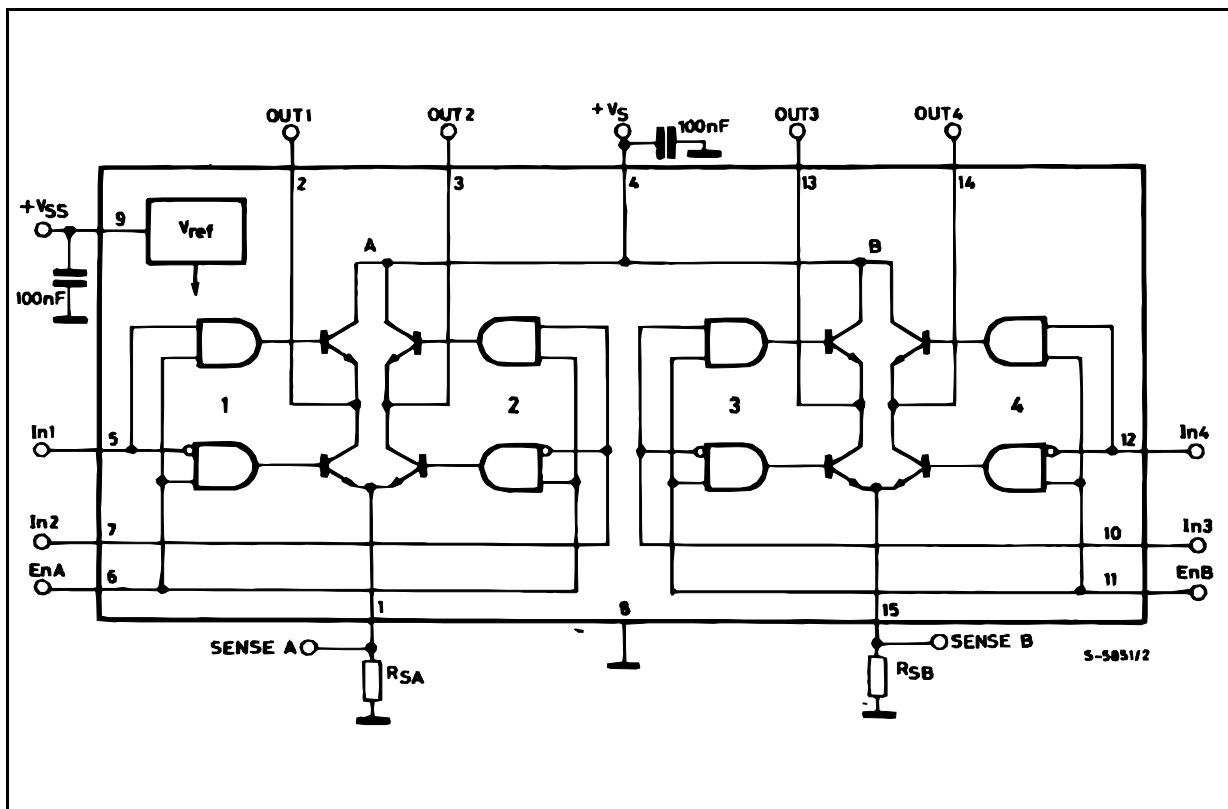 OUT1 OUT2 +VS 100nF OUT3 OUT4
2 3 4 13 14
+VSS 9 Vref
A B
100nF
1 2 3 4
In1 5 12 In4
In2 7 10 In3
EnA 6 11 EnB
1 8 15
SENSE A SENSE B
S-5851/2
RSA RSB